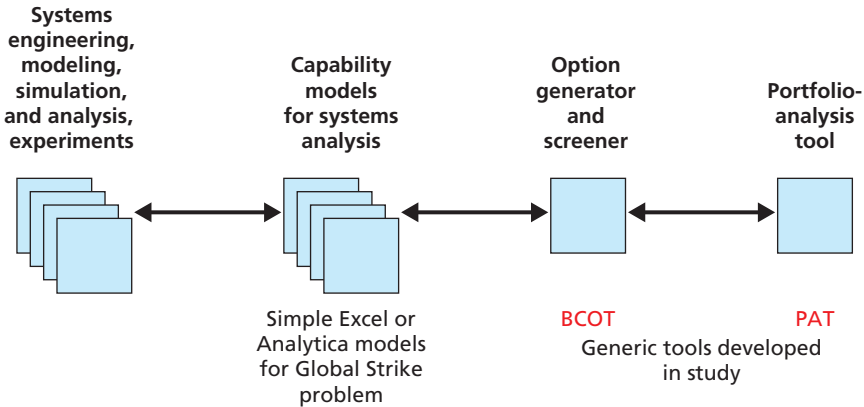 Systems
engineering,
modeling,
simulation,
and analysis,
experiments
Capability
models
for systems
analysis
Option
generator
and
screener
Portfolio-
analysis
tool
Simple Excel or
Analytica models
for Global Strike
problem
BCOT
PAT
Generic tools developed
in study